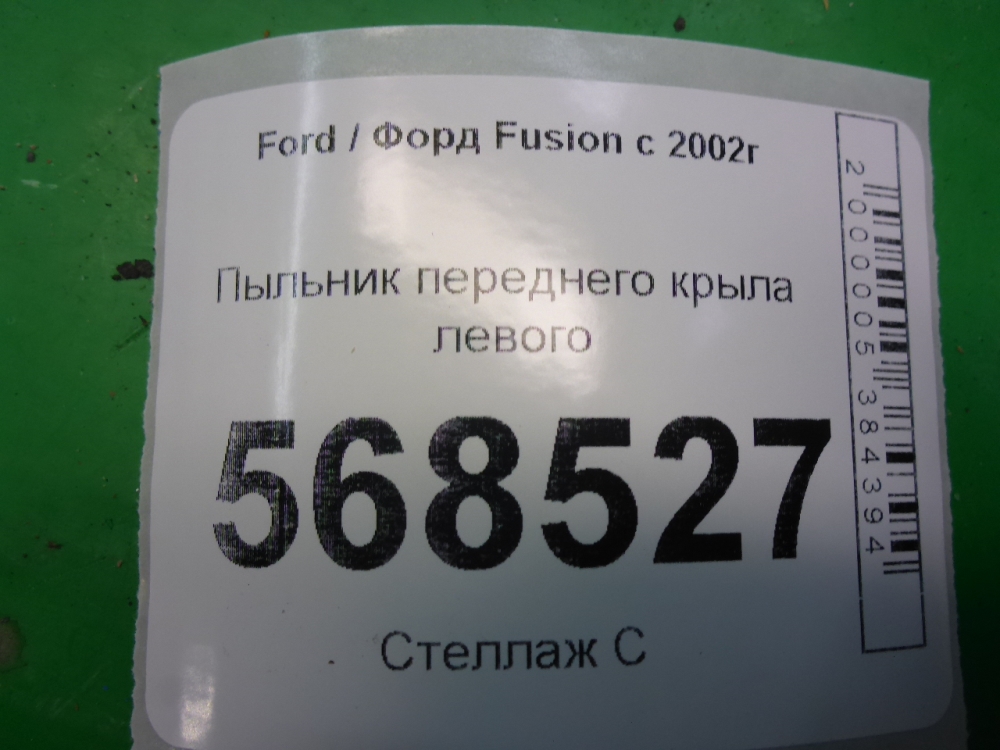 Ford / Форд Fusion с 2002г
Пыльник переднего крыла
левого
568527
Стеллаж С
2000005384394